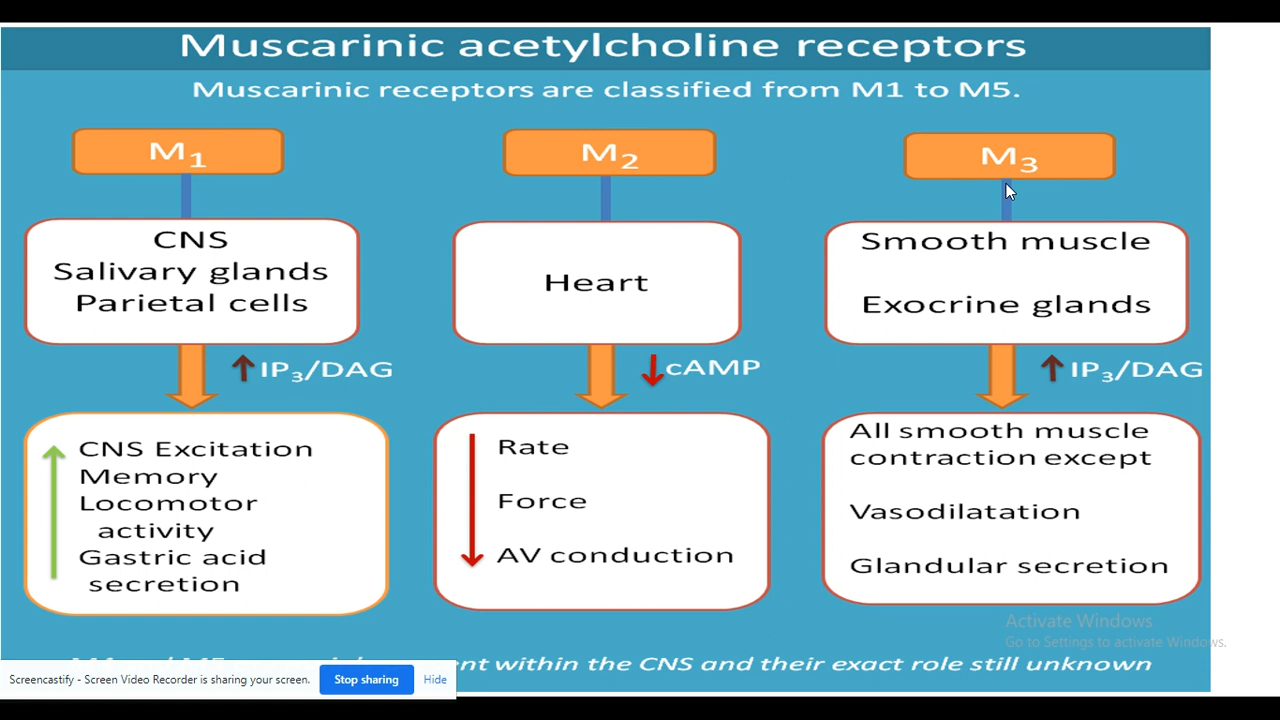 Muscarinic acetylcholine receptors
Muscarinic receptors are classified from M1 to M5.
M1
M2
M3
CNS
Salivary glands
Parietal cells
Heart
Smooth muscle
Exocrine glands
↑ IP3/DAG
↓ cAMP
↑ IP3/DAG
CNS Excitation
Memory
Locomotor
activity
Gastric acid
secretion
Rate
Force
AV conduction
All smooth muscle
contraction except
Vasodilatation
Glandular secretion
Activate Windows
Go to Settings to activate Windows.
within the CNS and their exact role still unknown
Screencastify - Screen Video Recorder is sharing your screen.
Stop sharing
Hide